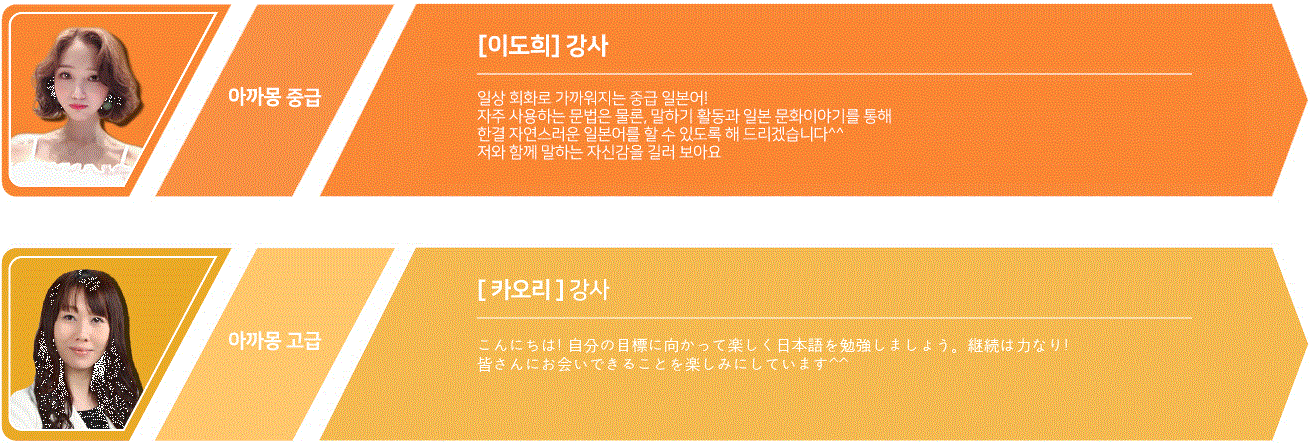 아까몽 중급
[이도희] 강사
일상 회화로 가까워지는 중급 일본어!
자주 사용하는 문법은 물론, 말하기 활동과 일본 문화이야기를 통해
한결 자연스러운 일본어를 할 수 있도록 해 드리겠습니다^^
저와 함께 말하는 자신감을 길러 보아요
아까몽 고급
[ 카오리 ] 강사
こんにちは! 自分の目標に向かって楽しく日本語を勉強しましょう。継続は力なり!
皆さんにお会いできることを楽しみにしています^^